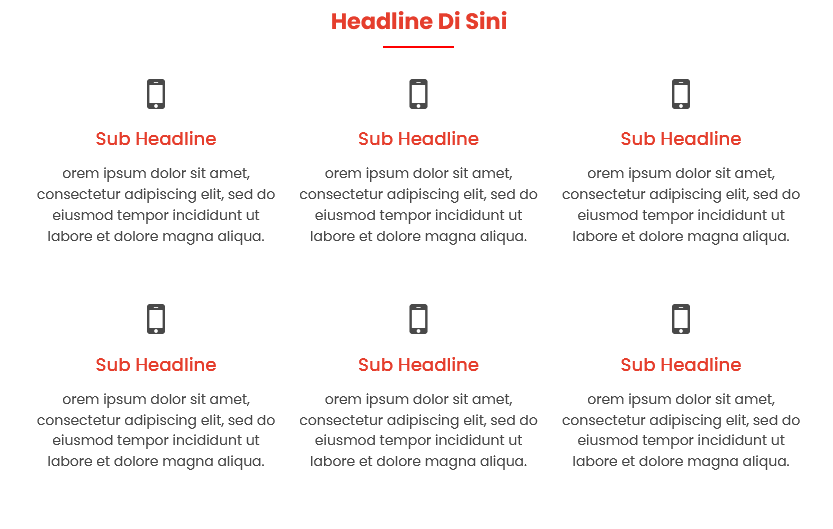 Headline Di Sini
Sub Headline
orem ipsum dolor sit amet,
consectetur adipiscing elit, sed do
eiusmod tempor incididunt ut
labore et dolore magna aliqua.
Sub Headline
orem ipsum dolor sit amet,
consectetur adipiscing elit, sed do
eiusmod tempor incididunt ut
labore et dolore magna aliqua.
Sub Headline
orem ipsum dolor sit amet,
consectetur adipiscing elit, sed do
eiusmod tempor incididunt ut
labore et dolore magna aliqua.
Sub Headline
orem ipsum dolor sit amet,
consectetur adipiscing elit, sed do
eiusmod tempor incididunt ut
labore et dolore magna aliqua.
Sub Headline
orem ipsum dolor sit amet,
consectetur adipiscing elit, sed do
eiusmod tempor incididunt ut
labore et dolore magna aliqua.
Sub Headline
orem ipsum dolor sit amet,
consectetur adipiscing elit, sed do
eiusmod tempor incididunt ut
labore et dolore magna aliqua.